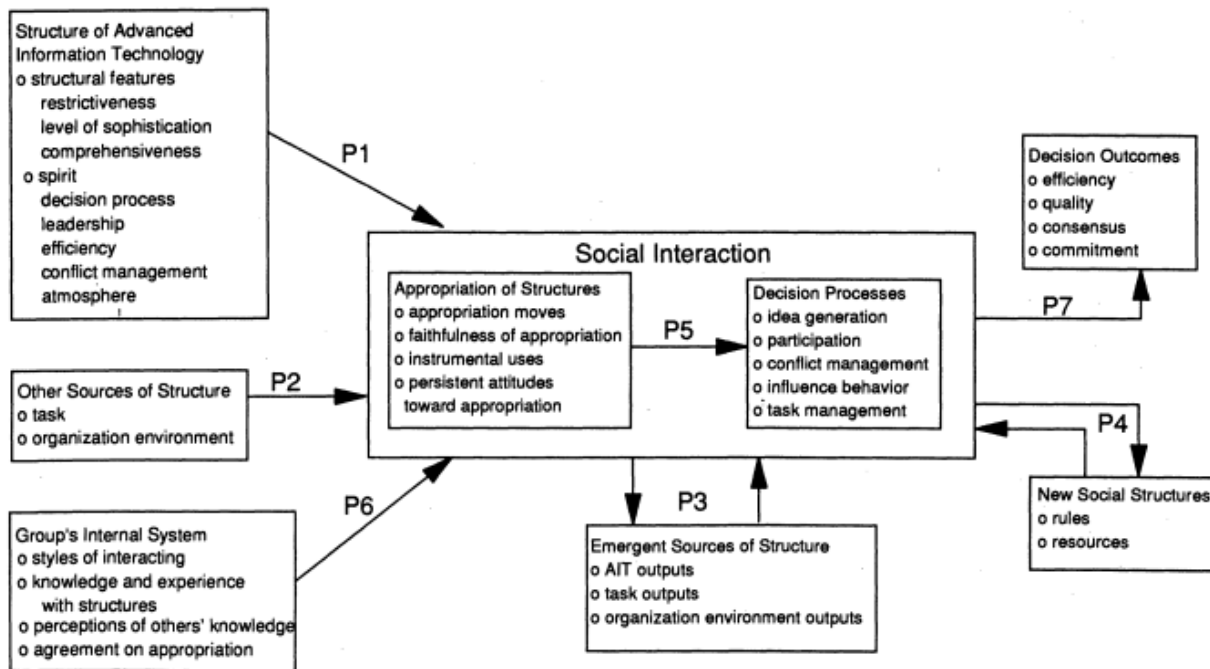 Structure of Advanced
Information Technology
o structural features
restrictiveness
level of sophistication
comprehensiveness
o spirit
decision process
leadership
efficiency
conflict management
atmosphere
P1
Other Sources of Structure
o task
o organization environment
P2
Group's Internal System
o styles of interacting
o knowledge and experience
with structures
o perceptions of others' knowledge
o agreement on appropriation
P6
Social Interaction
Appropriation of Structures
o appropriation moves
o faithfulness of appropriation
o instrumental uses
o persistent attitudes
toward appropriation
P5
Decision Processes
o idea generation
o participation
o conflict management
o influence behavior
o task management
P3
Emergent Sources of Structure
o AIT outputs
o task outputs
o organization environment outputs
Decision Outcomes
o efficiency
o quality
o consensus
o commitment
P7
P4
New Social Structures
o rules
o resources